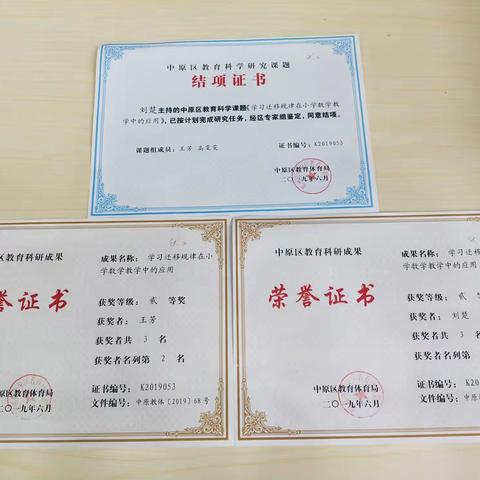 中原区教育科学研究课题
结项证书
刘楚主持的中原区教育科学课题《学习迁移规律在小学数学教
学中的应用》，已按计划完成研究任务，经区专家组鉴定，同意结项。
课题组成员：王芳 高雯雯
证书编号：K2019053
中原区教育体育局
二〇一九年六月
区教育科研成果
誉证书
成果名称：学习迁移规律在小
学数学教学中的应用
获奖等级：贰 等奖
获奖者：王芳
获奖者共 3 名
获奖者名列第 2 名
证书编号：K2019053
文件编号：中原教体〔2019〕68号
中原区教育体育局
二〇一九年六月
中原区教育科研成果
荣誉证书
成果名称：学习迁移规律在
学数学教学中的应用
获奖等级：贰 等
获奖者：刘楚
获奖者共 3
获奖者名列第
证书编号：K20
文件编号：中原
中原区教育体育局
二〇一九年六月